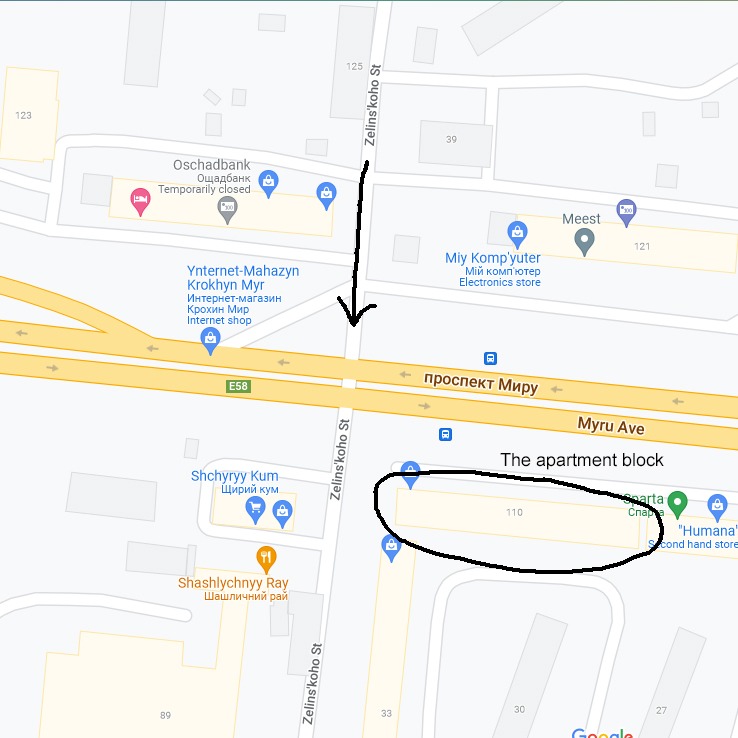 125
Zelins'koho St
123
39
Oschadbank
Ощадбанк
Temporarily closed
Meest
121
Miy Komp'yuter
Мій комп'ютер
Electronics store
Ynternet-Mahazyn
Krokhyn Myr
Интернет-магазин
Крохин Мир
Internet shop
проспект Миру
E58
Myru Ave
Zelins'koho St
The apartment block
Shchyryy Kum
Щирий кум
Sparta
Спарта
110
"Humana"
Second hand store
Shashlychnyy Ray
Шашличний рай
Zelins'koho St
89
33
30
27
Google